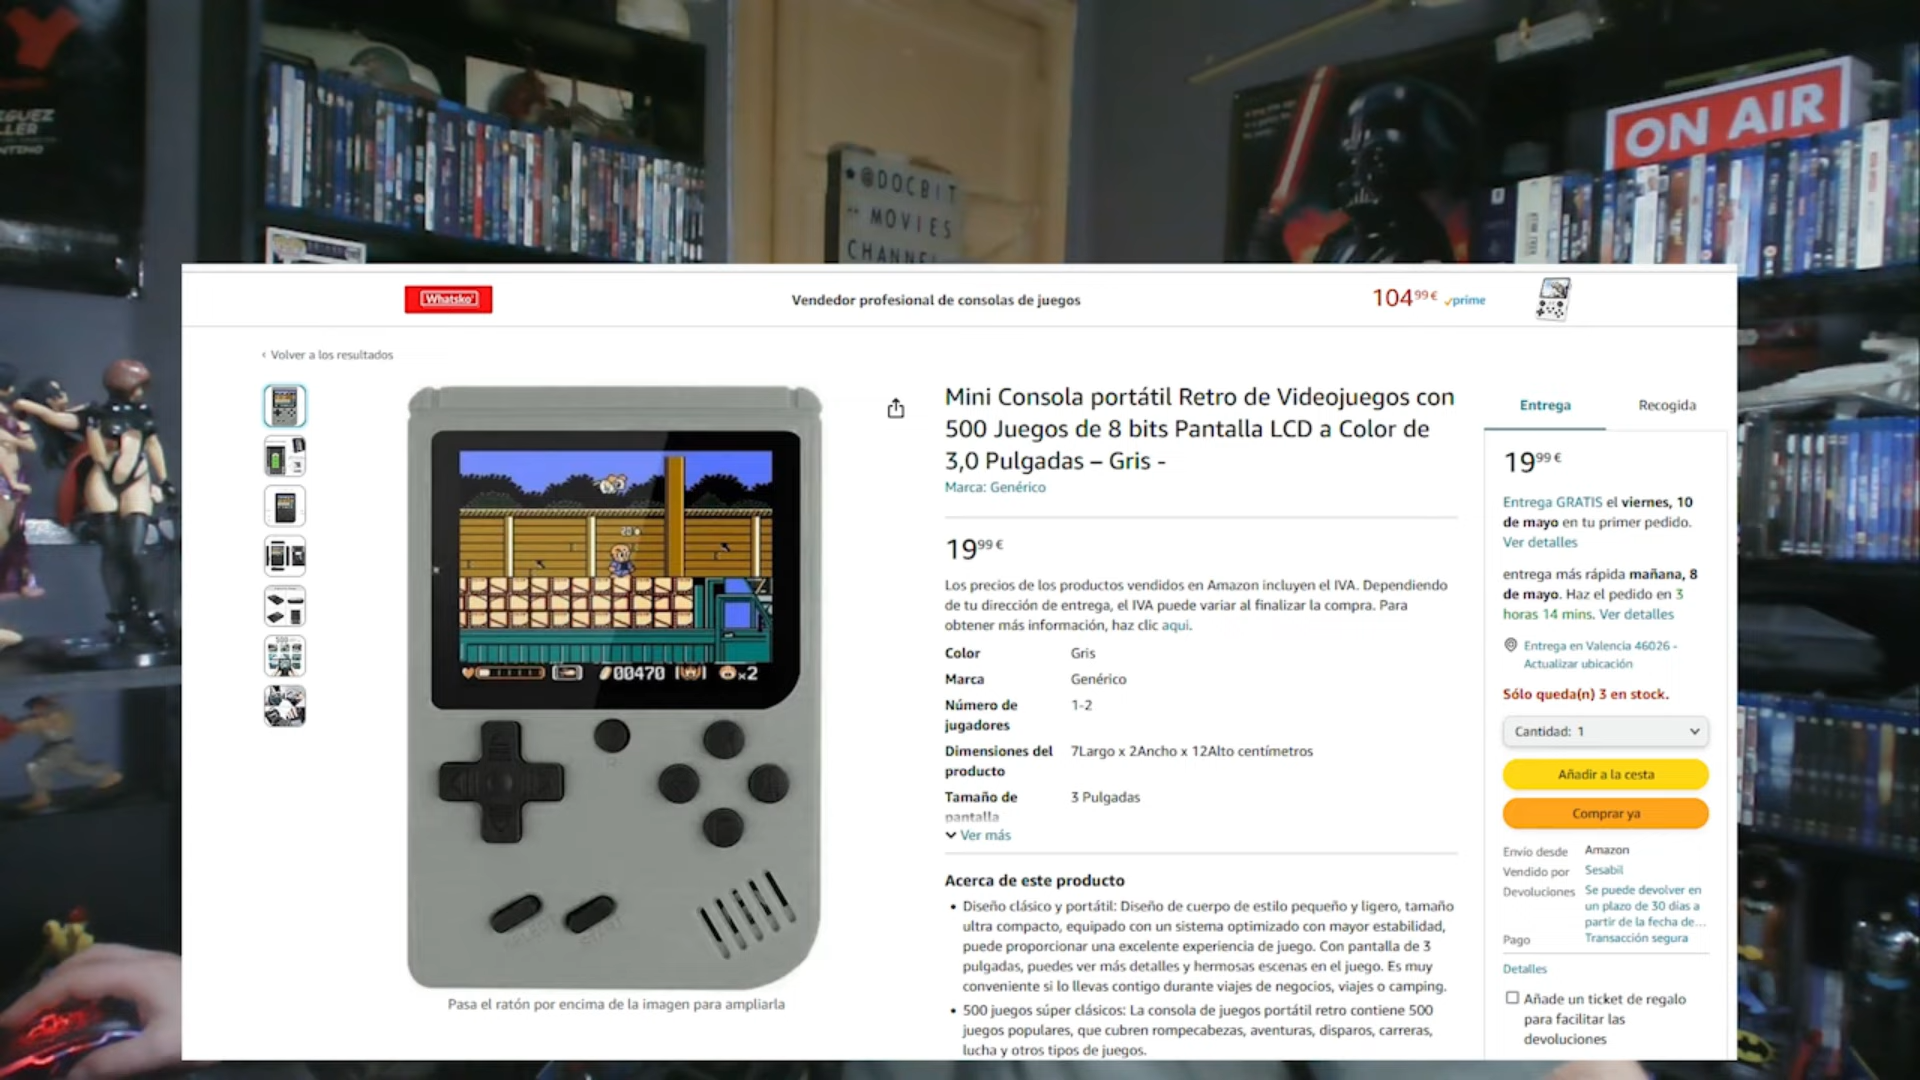 EGUEZ
LLER
NTINO
@DOCBIT
MOVIES
CHANNEL
ON AIR
Whatsko
Vendedor profesional de consolas de juegos
104 99 € prime
‹ Volver a los resultados
Mini Consola portátil Retro de Videojuegos con
500 Juegos de 8 bits Pantalla LCD a Color de
3,0 Pulgadas – Gris -
Marca: Genérico
19 99 €
Los precios de los productos vendidos en Amazon incluyen el IVA. Dependiendo
de tu dirección de entrega, el IVA puede variar al finalizar la compra. Para
obtener más información, haz clic aqui.
Color Gris
Marca Genérico
Número de jugadores 1-2
Dimensiones del producto 7Largo x 2Ancho x 12Alto centímetros
Tamaño de pantalla 3 Pulgadas
Ver más
Acerca de este producto
• Diseño clásico y portátil: Diseño de cuerpo de estilo pequeño y ligero, tamaño
ultra compacto, equipado con un sistema optimizado con mayor estabilidad,
puede proporcionar una excelente experiencia de juego. Con pantalla de 3
pulgadas, puedes ver más detalles y hermosas escenas en el juego. Es muy
conveniente si lo llevas contigo durante viajes de negocios, viajes o camping.
• 500 juegos súper clásicos: La consola de juegos portátil retro contiene 500
juegos populares, que cubren rompecabezas, aventuras, disparos, carreras,
lucha y otros tipos de juegos.
00470
x2
SELECT
START
Pasa el ratón por encima de la imagen para ampliarla
Entrega Recogida
19 99 €
Entrega GRATIS el viernes, 10
de mayo en tu primer pedido.
Ver detalles
entrega más rápida mañana, 8
de mayo. Haz el pedido en 3
horas 14 mins. Ver detalles
Entrega en Valencia 46026 -
Actualizar ubicación
Sólo queda(n) 3 en stock.
Cantidad: 1
Añadir a la cesta
Comprar ya
Envío desde Amazon
Vendido por Sesabil
Devoluciones Se puede devolver en
un plazo de 30 días a
partir de la fecha de...
Pago Transacción segura
Detalles
Añade un ticket de regalo
para facilitar las
devoluciones